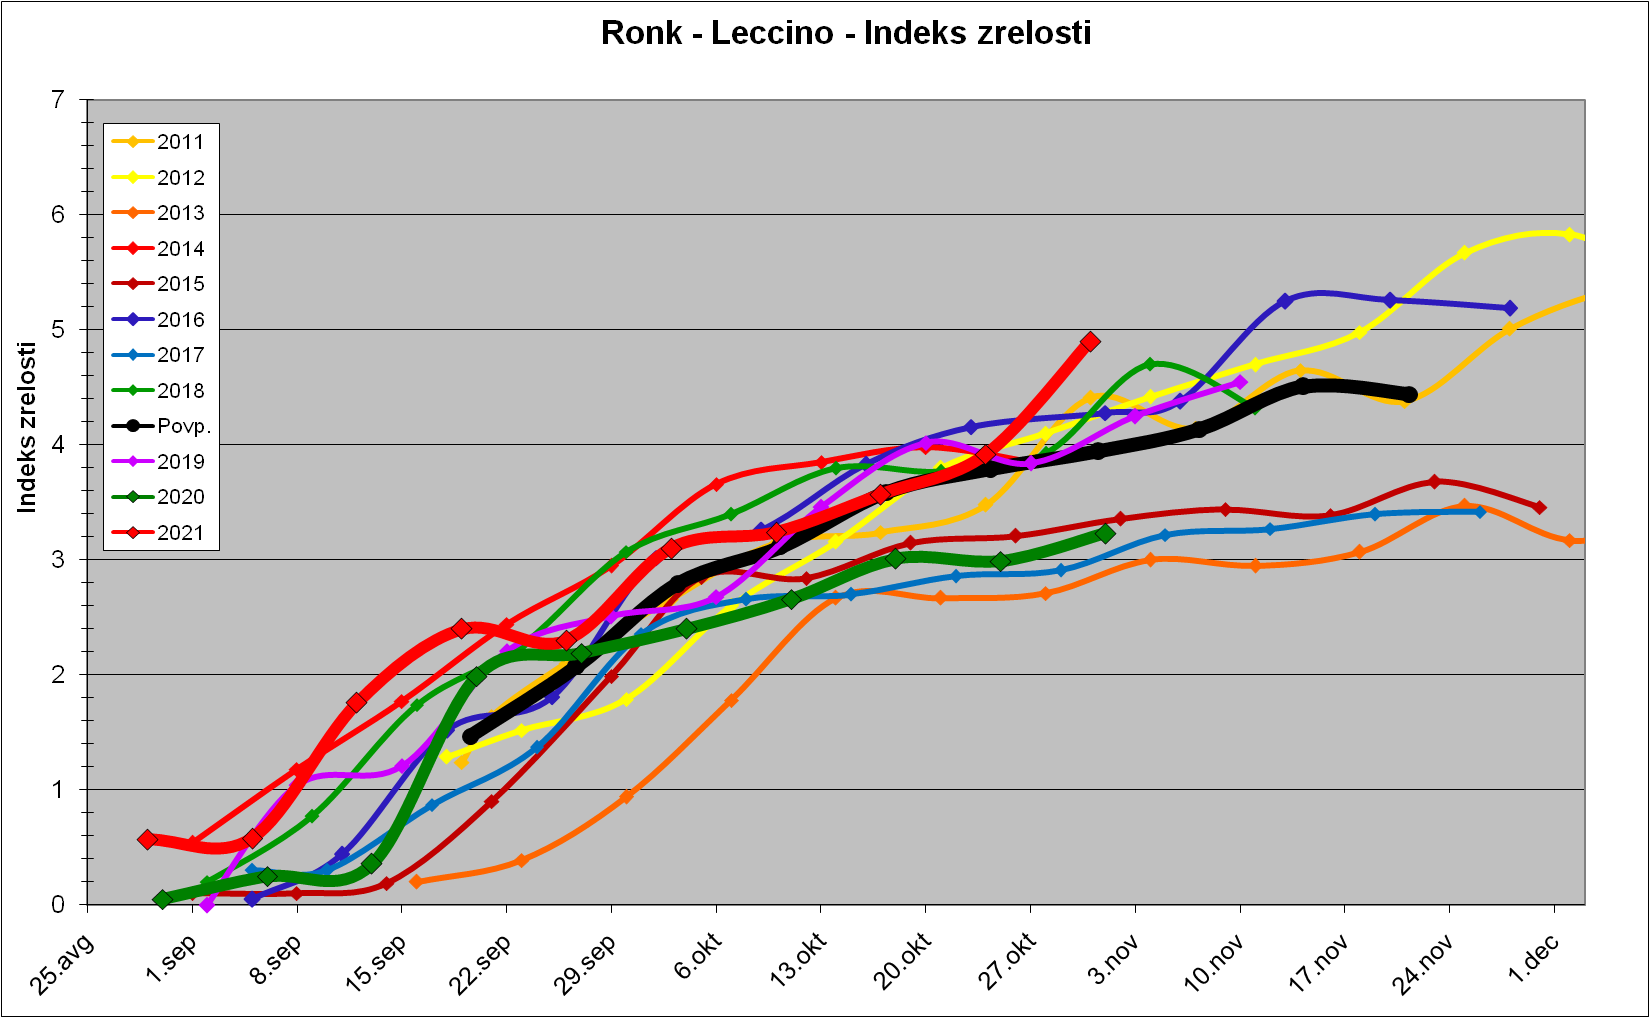 Ronk - Leccino - Indeks zrelosti
Indeks zrelosti
7
6
5
4
3
2
1
0
2011
2012
2013
2014
2015
2016
2017
2018
Povp.
2019
2020
2021
25.avg
1.sep
8.sep
15.sep
22.sep
29.sep
6.okt
13.okt
20.okt
27.okt
3.nov
10.nov
17.nov
24.nov
1.dec